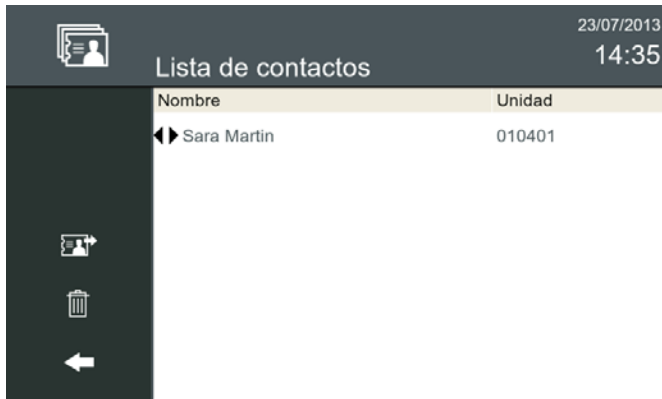 23/07/2013
Lista de contactos 14:35
Nombre Unidad
Sara Martin 010401